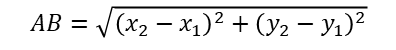 AB = √((x₂ − x₁)² + (y₂ − y₁)²)